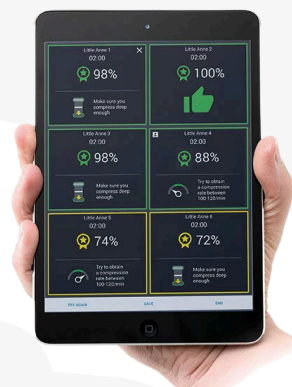 Little Anne 1
02:00
98%
Make sure you
compress deep
enough
Little Anne 2
02:00
100%
Little Anne 3
02:00
98%
Make sure you
compress deep
enough
Little Anne 4
02:00
88%
Try to obtain
a compression
rate between
100-120/min
Little Anne 5
02:00
74%
Try to obtain
a compression
rate between
100-120/min
Little Anne 6
02:00
72%
Make sure you
compress deep
enough
TRY AGAIN
SAVE
END